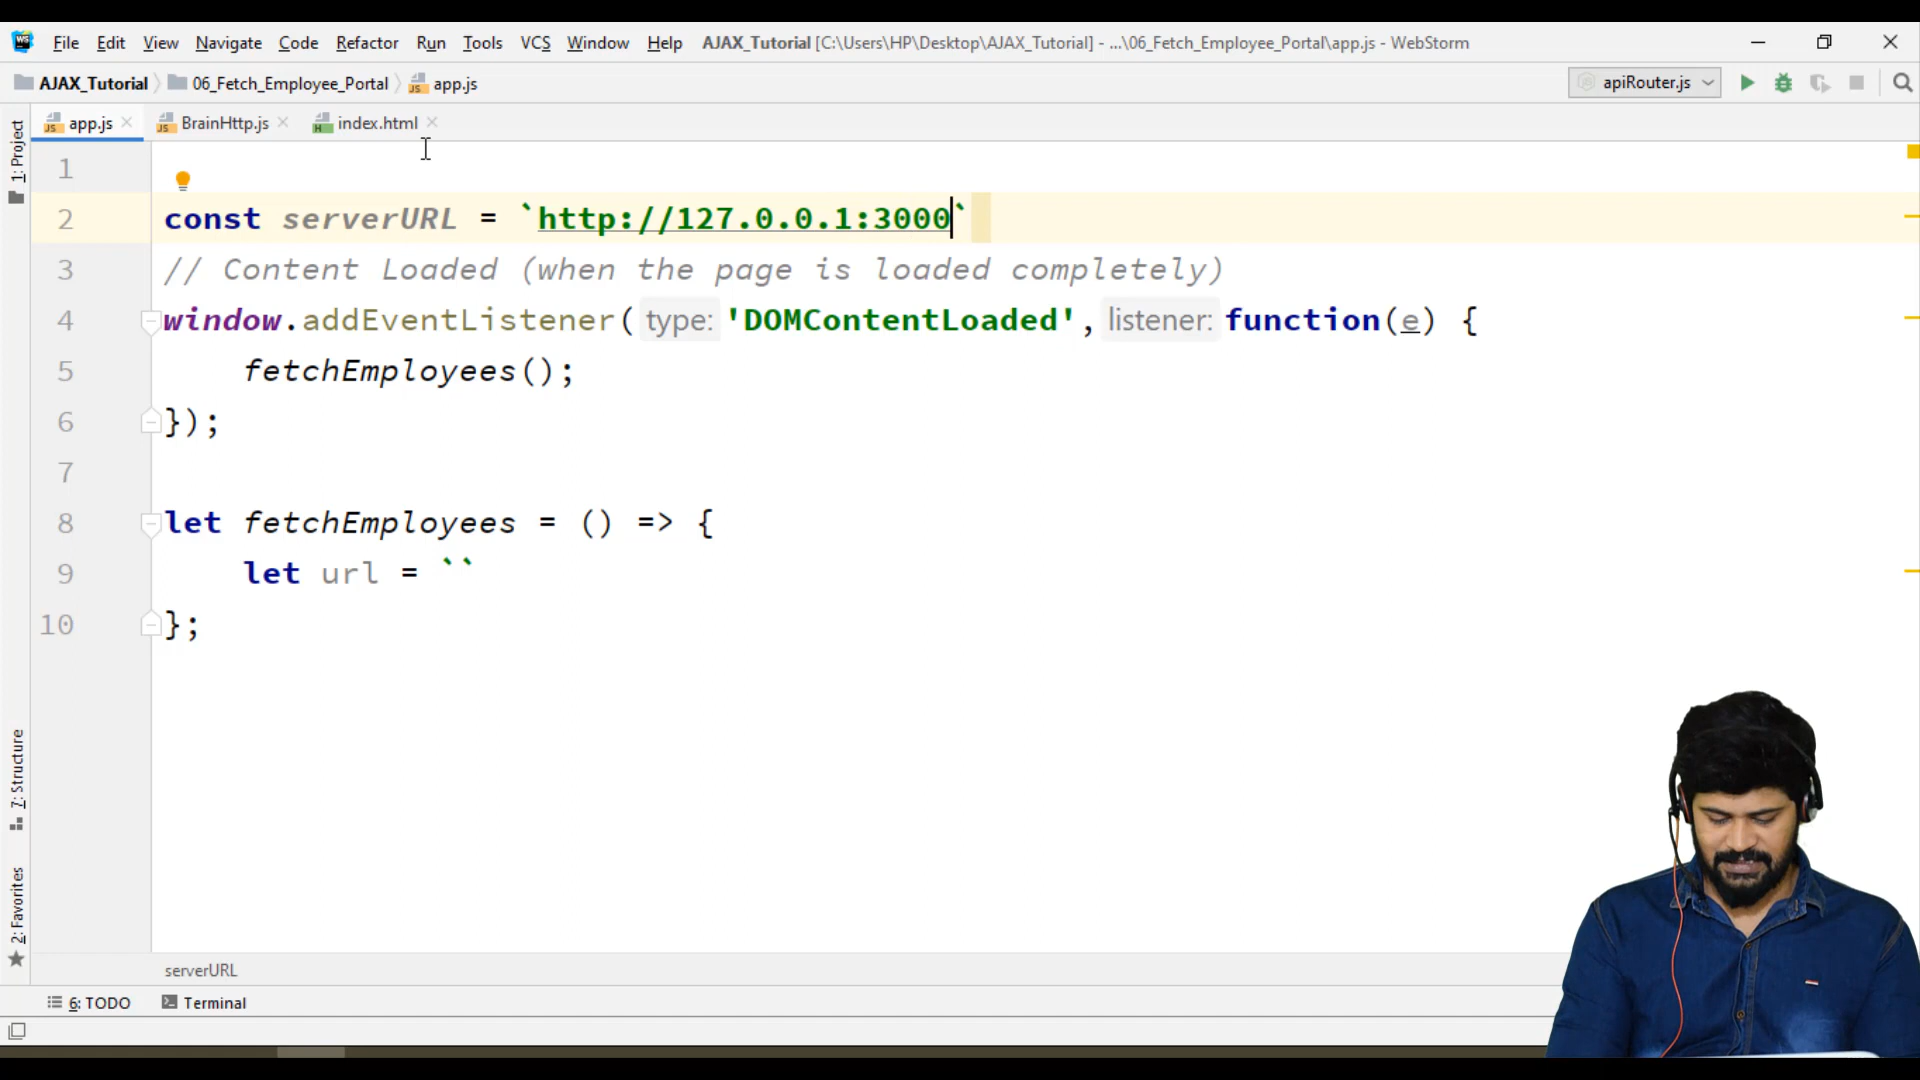 WS File Edit View Navigate Code Refactor Run Tools VCS Window Help AJAX_Tutorial [C:\Users\HP\Desktop\AJAX_Tutorial] - ...\06_Fetch_Employee_Portal\app.js - WebStorm
AJAX_Tutorial 06_Fetch_Employee_Portal app.js apiRouter.js
app.js BrainHttp.js index.html
1: Project
1
2 const serverURL = `http://127.0.0.1:3000`
3 // Content Loaded (when the page is loaded completely)
4 window.addEventListener( type: 'DOMContentLoaded', listener: function(e) {
5 fetchEmployees();
6 });
7
8 let fetchEmployees = () => {
9 let url = ``
10 };
7: Structure
2: Favorites
serverURL
6: TODO Terminal